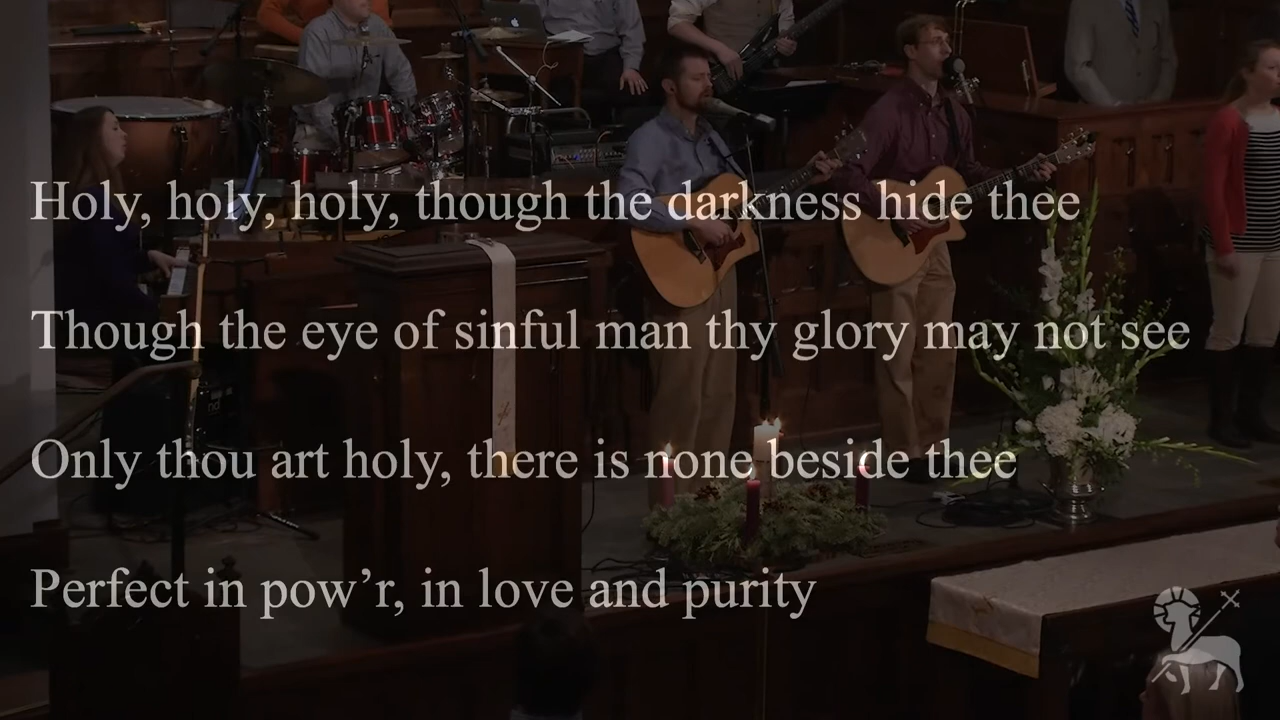 Holy, holy, holy, though the darkness hide thee
Though the eye of sinful man thy glory may not see
Only thou art holy, there is none beside thee
Perfect in pow’r, in love and purity